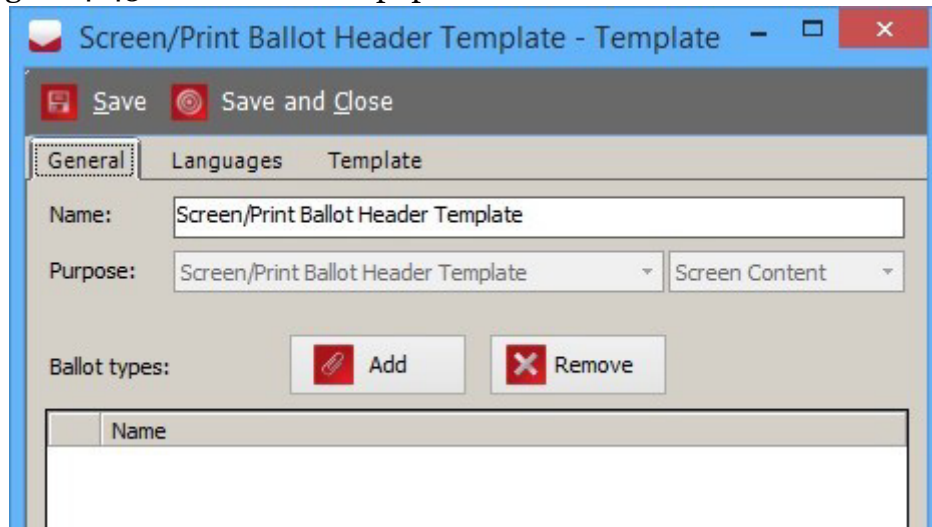 Screen/Print Ballot Header Template - Template
Save Save and Close
General Languages Template
Name: Screen/Print Ballot Header Template
Purpose: Screen/Print Ballot Header Template Screen Content
Ballot types: Add Remove
Name